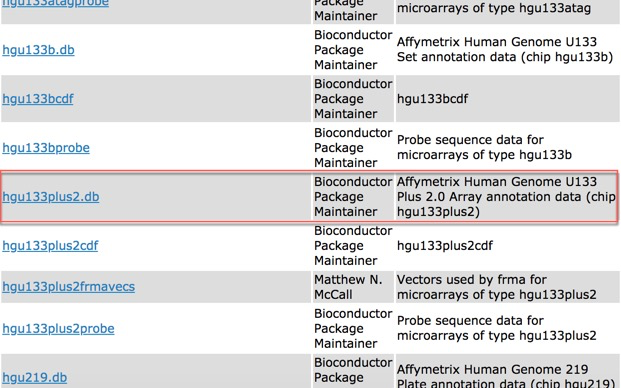 hgu133atagprobe Package microarrays of type hgu133atag
Maintainer
Bioconductor
hgu133b.db Package Affymetrix Human Genome U133
Maintainer Set annotation data (chip hgu133b)
Bioconductor
hgu133bcdf Package hgu133bcdf
Maintainer
Bioconductor
hgu133bprobe Package Probe sequence data for
Maintainer microarrays of type hgu133b
Bioconductor Affymetrix Human Genome U133
hgu133plus2.db Package Plus 2.0 Array annotation data (chip
Maintainer hgu133plus2)
Bioconductor
hgu133plus2cdf Package hgu133plus2cdf
Maintainer
hgu133plus2frmavecs Matthew N. Vectors used by frma for
McCall microarrays of type hgu133plus2
Bioconductor
hgu133plus2probe Package Probe sequence data for
Maintainer microarrays of type hgu133plus2
Bioconductor
hgu219.db Package Affymetrix Human Genome 219
Plate annotation data (chip hgu219)